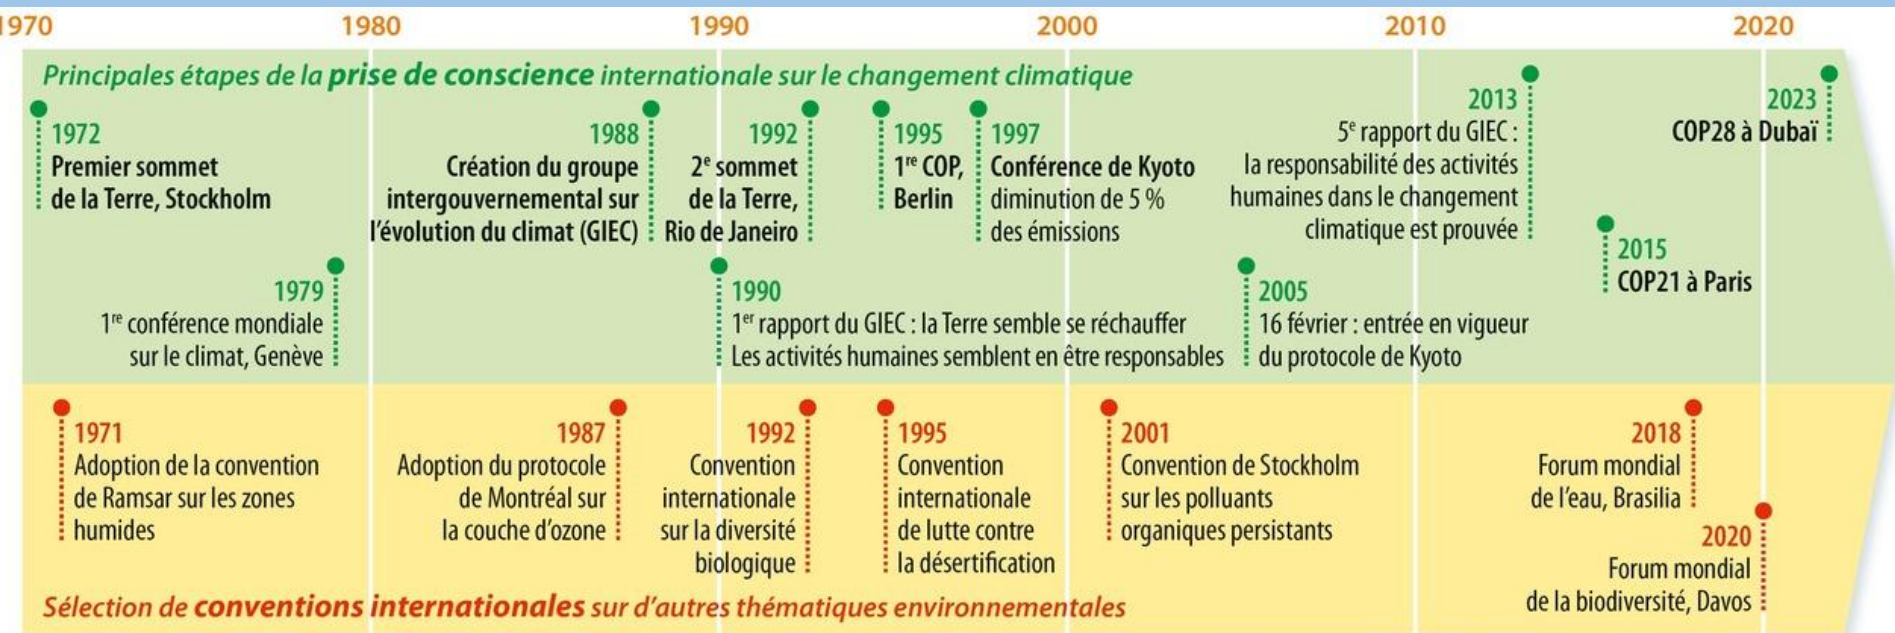 1970 1980 1990 2000 2010 2020
Principales étapes de la prise de conscience internationale sur le changement climatique
1972
Premier sommet
de la Terre, Stockholm
1979
1re conférence mondiale
sur le climat, Genève
1988
Création du groupe
intergouvernemental sur
l'évolution du climat (GIEC)
1990
1er rapport du GIEC : la Terre semble se réchauffer
Les activités humaines semblent en être responsables
1992
2e sommet
de la Terre,
Rio de Janeiro
1995
1re COP,
Berlin
1997
Conférence de Kyoto
diminution de 5 %
des émissions
2005
16 février : entrée en vigueur
du protocole de Kyoto
2013
5e rapport du GIEC :
la responsabilité des activités
humaines dans le changement
climatique est prouvée
2015
COP21 à Paris
2023
COP28 à Dubaï
1971
Adoption de la convention
de Ramsar sur les zones
humides
1987
Adoption du protocole
de Montréal sur
la couche d'ozone
1992
Convention
internationale
sur la diversité
biologique
1995
Convention
internationale
de lutte contre
la désertification
2001
Convention de Stockholm
sur les polluants
organiques persistants
2018
Forum mondial
de l'eau, Brasilia
2020
Forum mondial
de la biodiversité, Davos
Sélection de conventions internationales sur d'autres thématiques environnementales